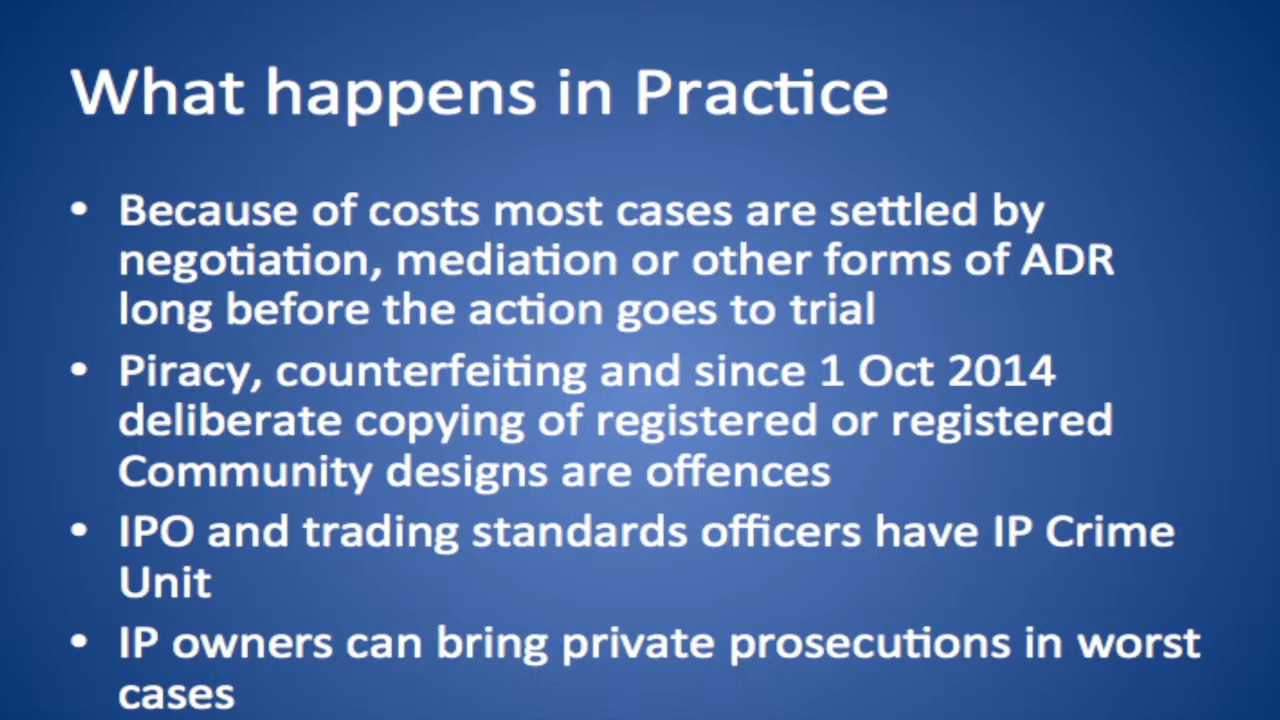 What happens in Practice
• Because of costs most cases are settled by
negotiation, mediation or other forms of ADR
long before the action goes to trial
• Piracy, counterfeiting and since 1 Oct 2014
deliberate copying of registered or registered
Community designs are offences
• IPO and trading standards officers have IP Crime
Unit
• IP owners can bring private prosecutions in worst
cases